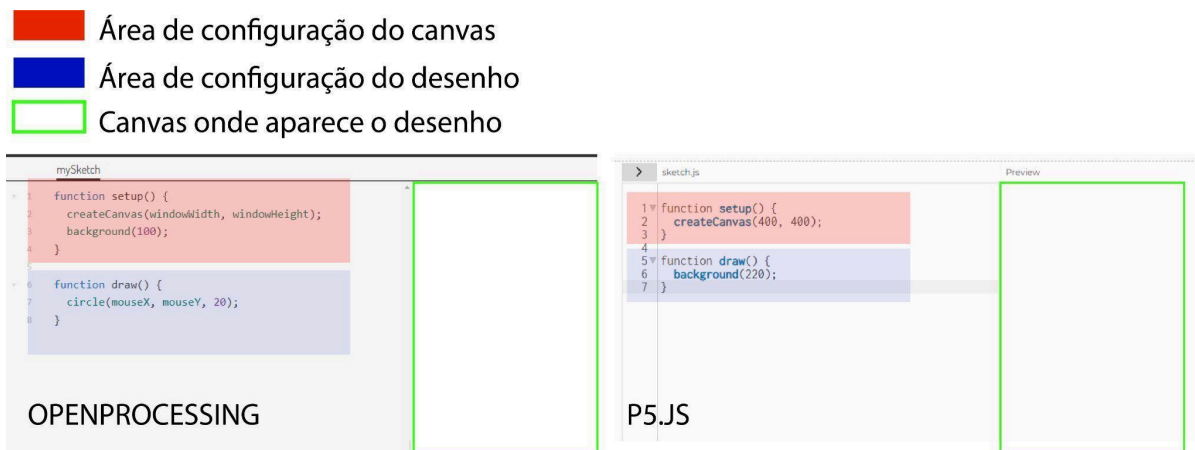 Área de configuração do canvas
Área de configuração do desenho
Canvas onde aparece o desenho
mySketch
1 function setup() {
2 createCanvas(windowWidth, windowHeight);
3 background(100);
4 }
5
6 function draw() {
7 circle(mouseX, mouseY, 20);
8 }
OPENPROCESSING
> sketch.js
Preview
1 function setup() {
2 createCanvas(400, 400);
3 }
4
5 function draw() {
6 background(220);
7 }
P5.JS